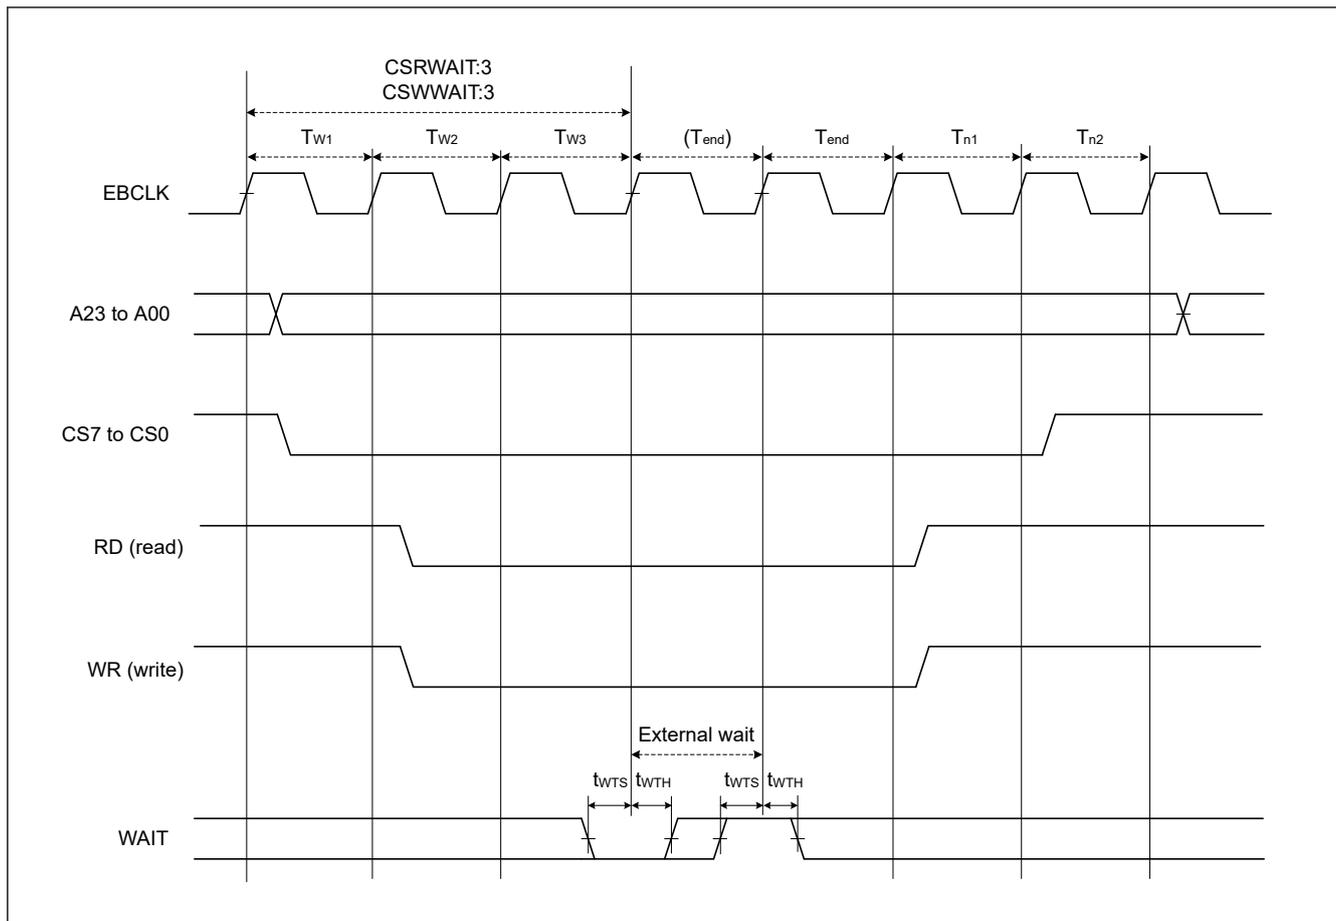 CSRWAIT:3
CSWWAIT:3
TW1 TW2 TW3 (Tend) Tend Tn1 Tn2
EBCLK
A23 to A00
CS7 to CS0
RD (read)
WR (write)
External wait
tWTS tWTH tWTS tWTH
WAIT